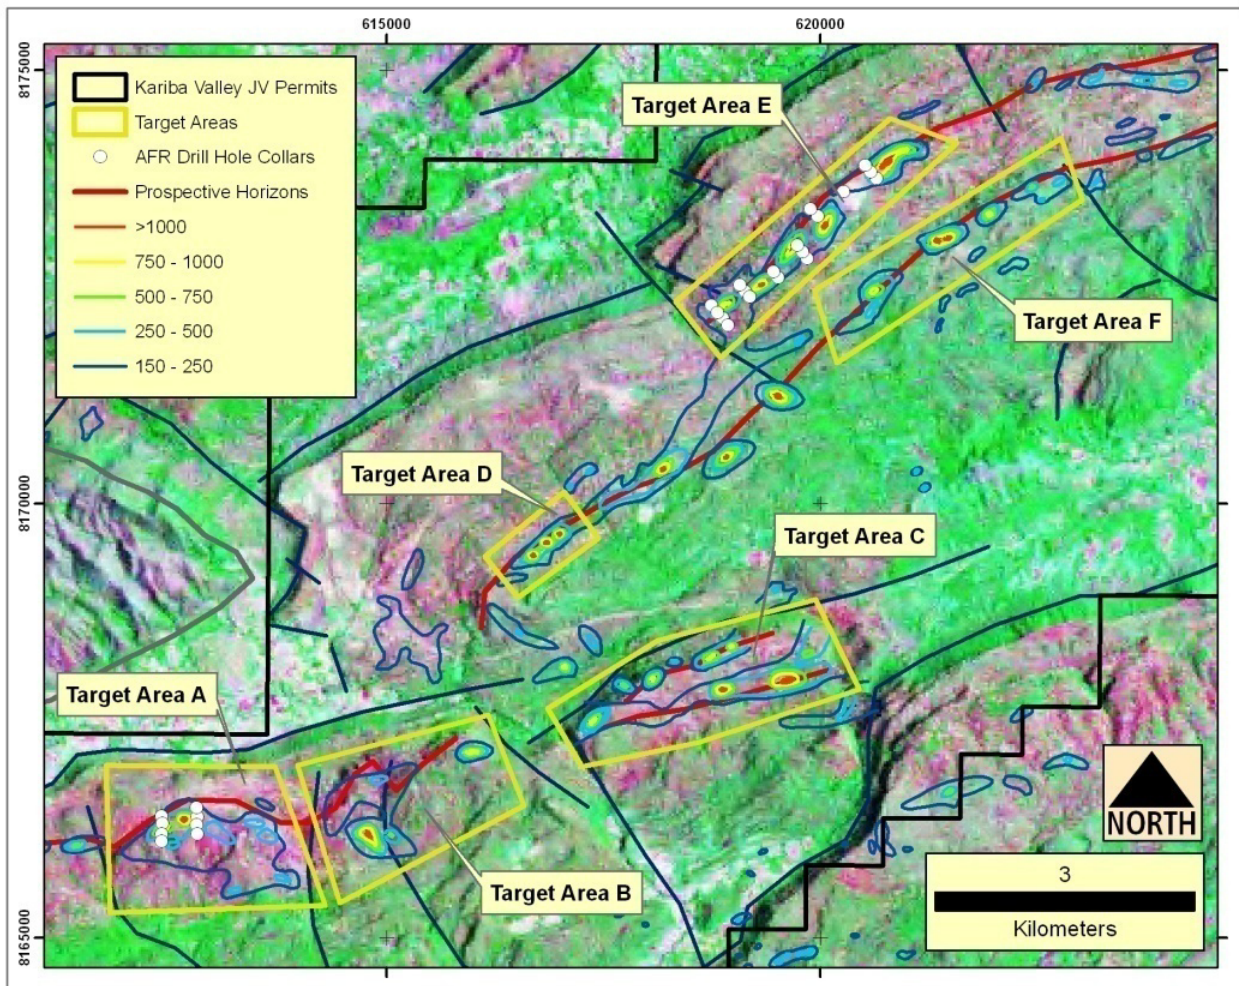 615000
620000
8175000
8170000
8165000
Kariba Valley JV Permits
Target Areas
AFR Drill Hole Collars
Prospective Horizons
>1000
750 - 1000
500 - 750
250 - 500
150 - 250
Target Area E
Target Area F
Target Area D
Target Area C
Target Area A
Target Area B
NORTH
3
Kilometers